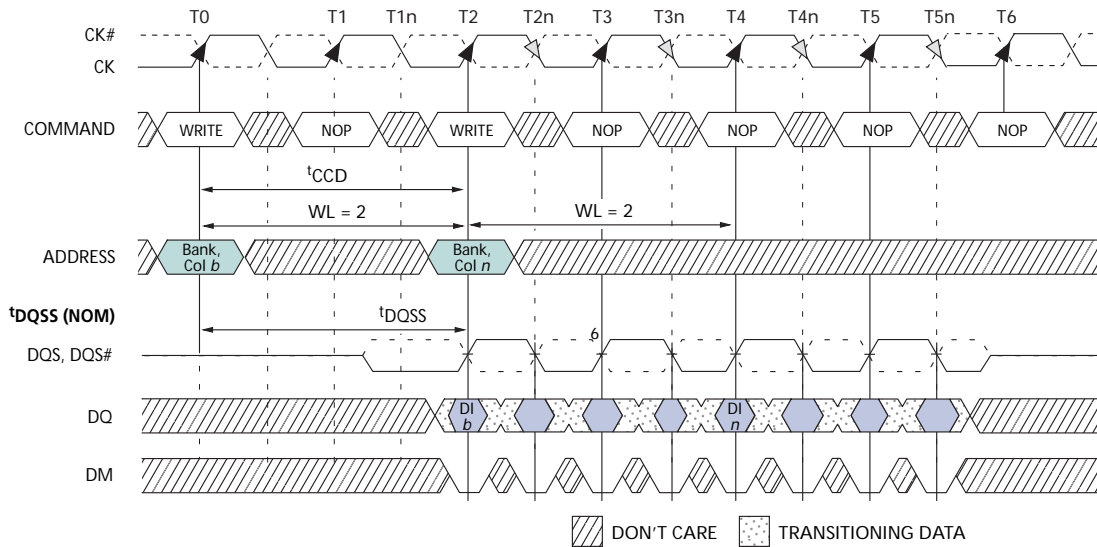 T0 T1 T1n T2 T2n T3 T3n T4 T4n T5 T5n T6
CK#
CK
COMMAND WRITE NOP WRITE NOP NOP NOP NOP
tCCD
WL = 2 WL = 2
ADDRESS Bank, Col b Bank, Col n
tDQSS (NOM) tDQSS
6
DQS, DQS#
DQ DI b DI n
DM
DON'T CARE TRANSITIONING DATA